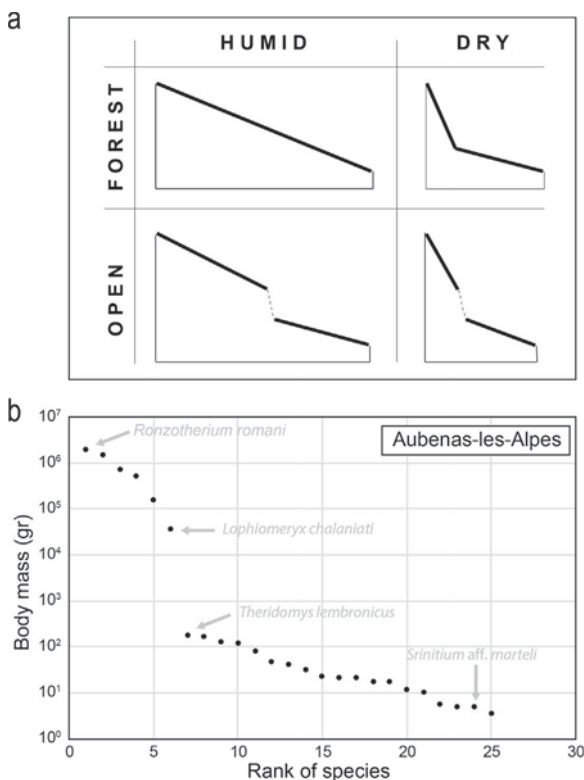 a
HUMID DRY
FOREST
OPEN
b
Aubenas-les-Alpes
Body mass (gr)
10⁷
10⁶
10⁵
10⁴
10³
10²
10¹
10⁰
Ronzotherium romani
Lophiomeryx chalaniati
Theridomys lembronicus
Srinitium aff. marteli
0 5 10 15 20 25 30
Rank of species